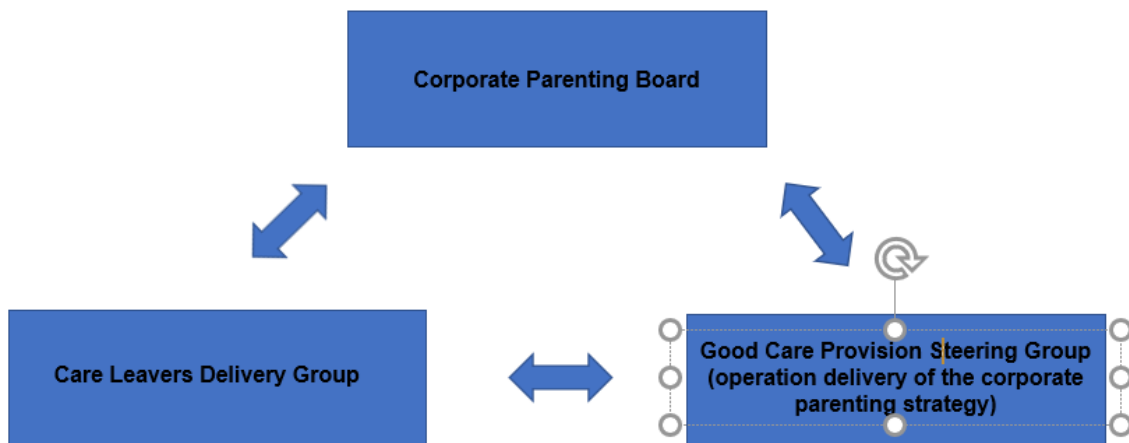 Corporate Parenting Board
Care Leavers Delivery Group
Good Care Provision Steering Group
(operation delivery of the corporate
parenting strategy)